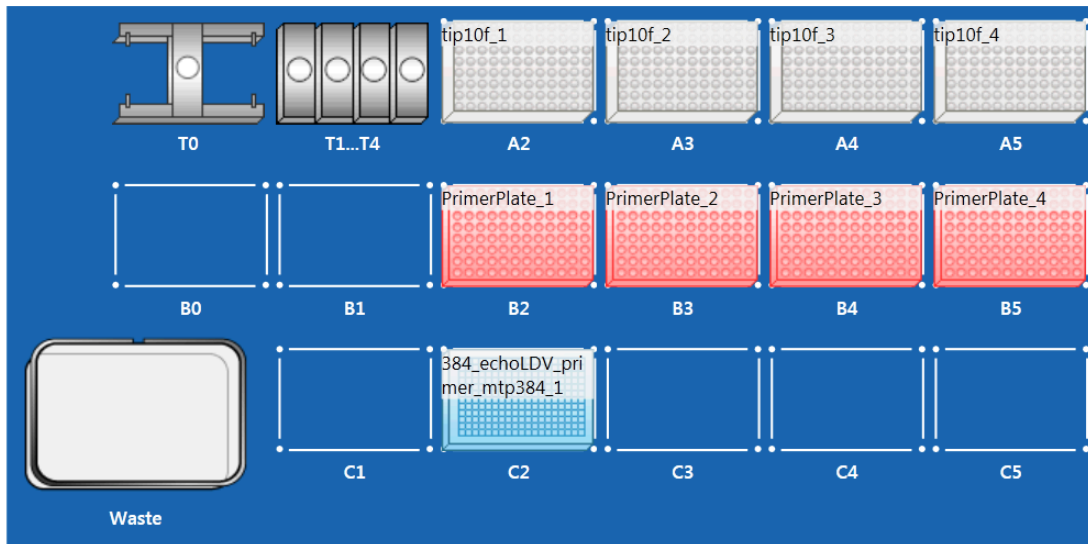 tip10f_1 tip10f_2 tip10f_3 tip10f_4
T0 T1...T4 A2 A3 A4 A5
PrimerPlate_1 PrimerPlate_2 PrimerPlate_3 PrimerPlate_4
B0 B1 B2 B3 B4 B5
384_echoLDV_pri
mer_mtp384_1
C1 C2 C3 C4 C5
Waste